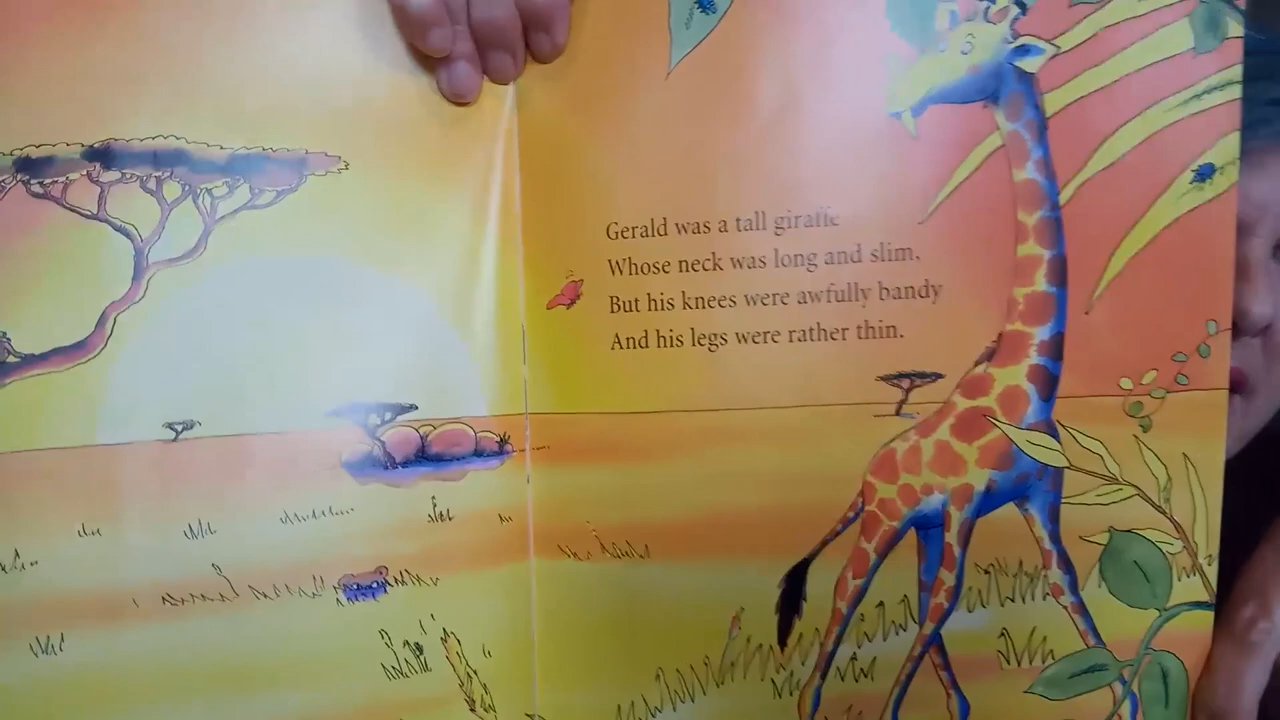 Gerald was a tall giraffe
Whose neck was long and slim,
But his knees were awfully bandy
And his legs were rather thin.